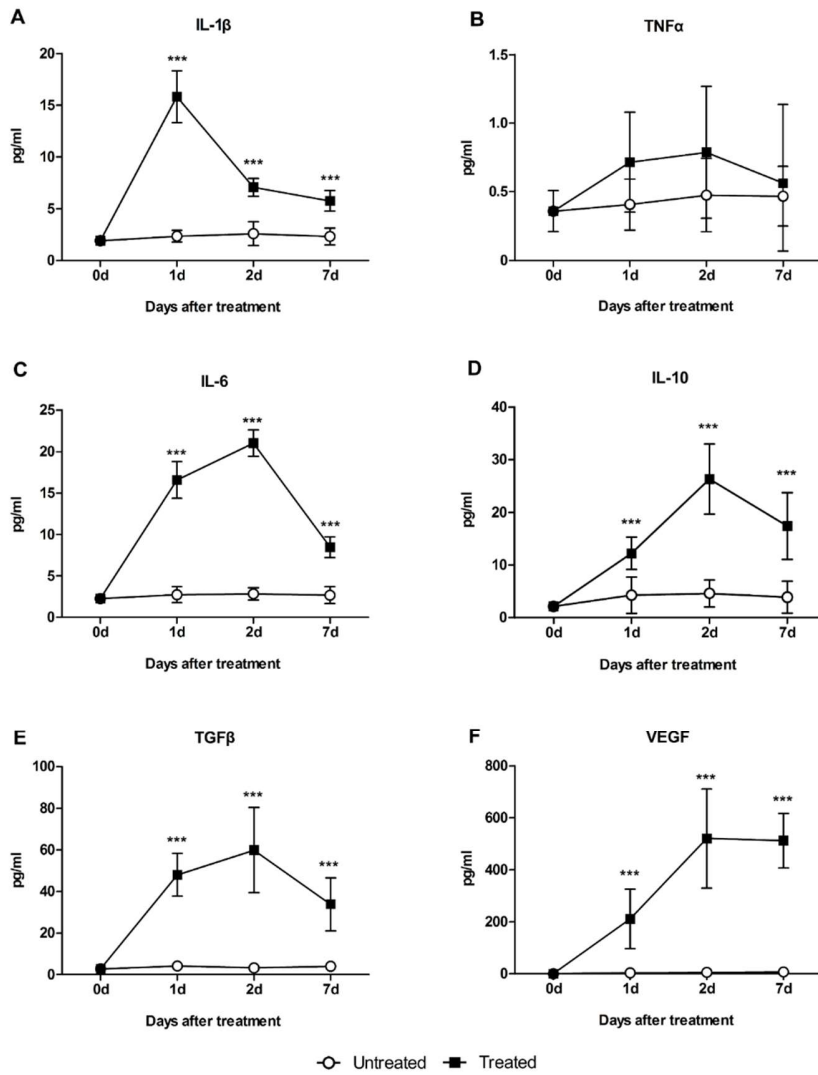 A
IL-1β
20
15
10
5
0
pg/ml
***
***
***
0d 1d 2d 7d
Days after treatment
B
TNFα
1.5
1.0
0.5
0.0
pg/ml
0d 1d 2d 7d
Days after treatment
C
IL-6
25
20
15
10
5
0
pg/ml
***
***
***
0d 1d 2d 7d
Days after treatment
D
IL-10
40
30
20
10
0
pg/ml
***
***
***
0d 1d 2d 7d
Days after treatment
E
TGFβ
100
80
60
40
20
0
pg/ml
***
***
***
0d 1d 2d 7d
Days after treatment
F
VEGF
800
600
400
200
0
pg/ml
***
***
***
0d 1d 2d 7d
Days after treatment
Untreated Treated